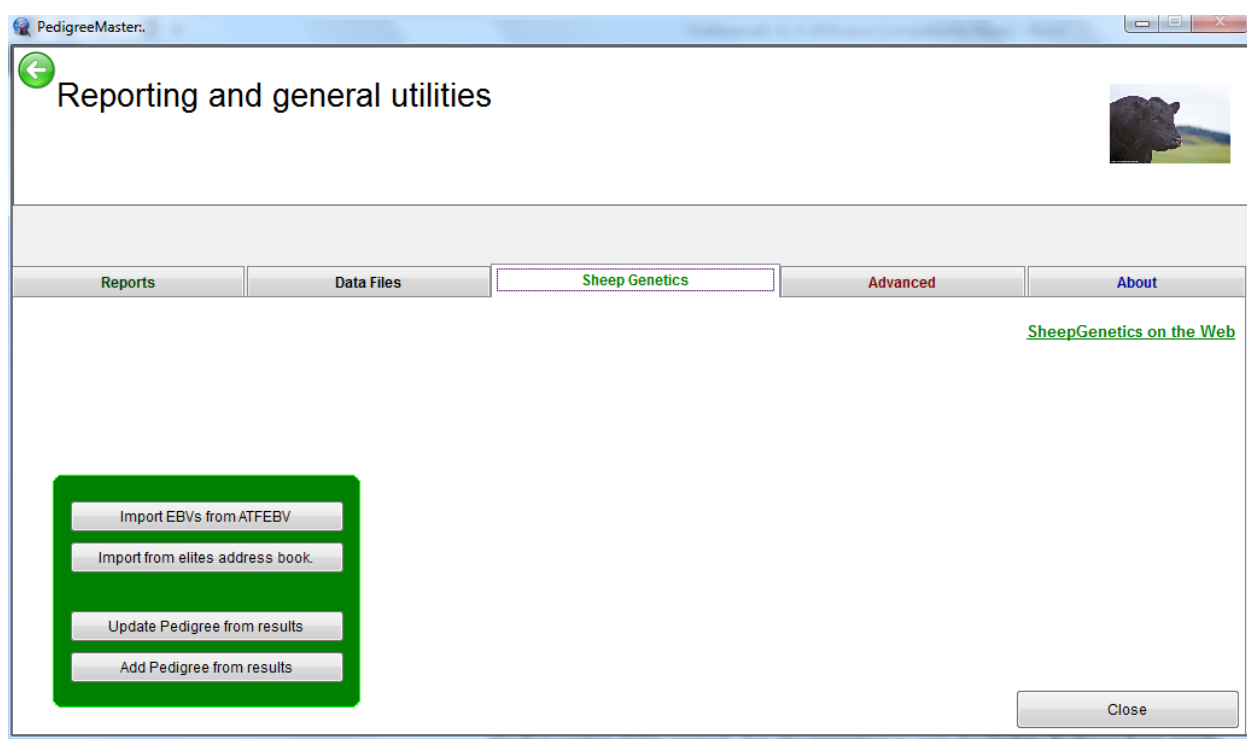 PedigreeMaster:.
Reporting and general utilities
Reports
Data Files
Sheep Genetics
Advanced
About
SheepGenetics on the Web
Import EBVs from ATFEBV
Import from elites address book.
Update Pedigree from results
Add Pedigree from results
Close